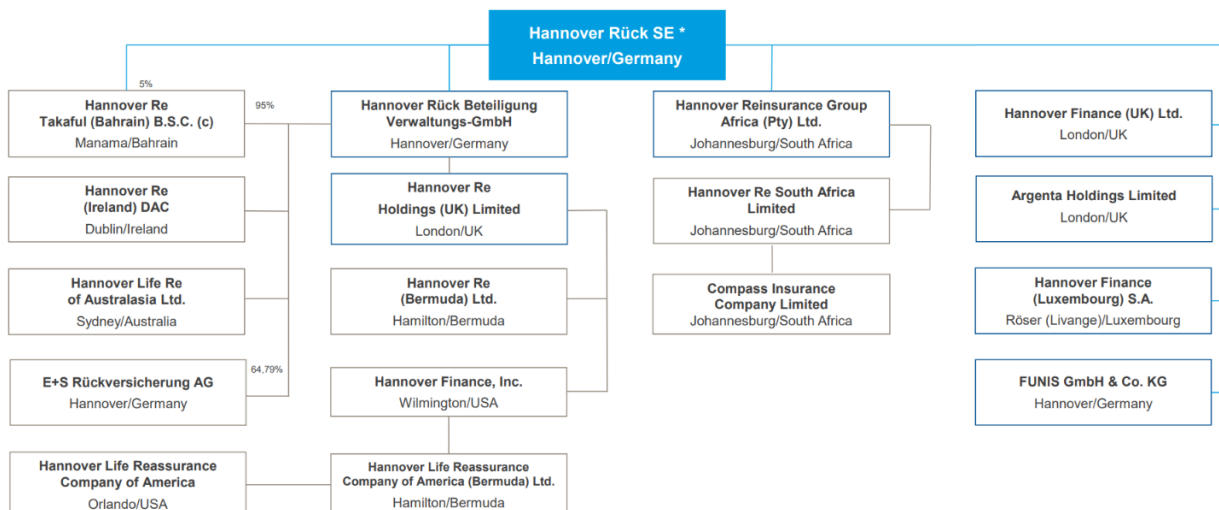 Hannover Rück SE *
Hannover/Germany
5%
Hannover Re
Takaful (Bahrain) B.S.C. (c)
Manama/Bahrain
95%
Hannover Rück Beteiligung
Verwaltungs-GmbH
Hannover/Germany
Hannover Reinsurance Group
Africa (Pty) Ltd.
Johannesburg/South Africa
Hannover Finance (UK) Ltd.
London/UK
Hannover Re
(Ireland) DAC
Dublin/Ireland
Hannover Re
Holdings (UK) Limited
London/UK
Hannover Re South Africa
Limited
Johannesburg/South Africa
Argenta Holdings Limited
London/UK
Hannover Life Re
of Australasia Ltd.
Sydney/Australia
Hannover Re
(Bermuda) Ltd.
Hamilton/Bermuda
Compass Insurance
Company Limited
Johannesburg/South Africa
Hannover Finance
(Luxembourg) S.A.
Röser (Livange)/Luxembourg
E+S Rückversicherung AG
Hannover/Germany
64,79%
Hannover Finance, Inc.
Wilmington/USA
FUNIS GmbH & Co. KG
Hannover/Germany
Hannover Life Reassurance
Company of America
Orlando/USA
Hannover Life Reassurance
Company of America (Bermuda) Ltd.
Hamilton/Bermuda